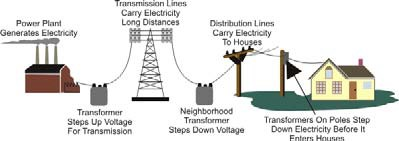 Power Plant
Generates Electricity
Transformer
Steps Up Voltage
For Transmission
Transmission Lines
Carry Electricity
Long Distances
Neighborhood
Transformer
Steps Down Voltage
Distribution Lines
Carry Electricity
To Houses
Transformers On Poles Step
Down Electricity Before It
Enters Houses